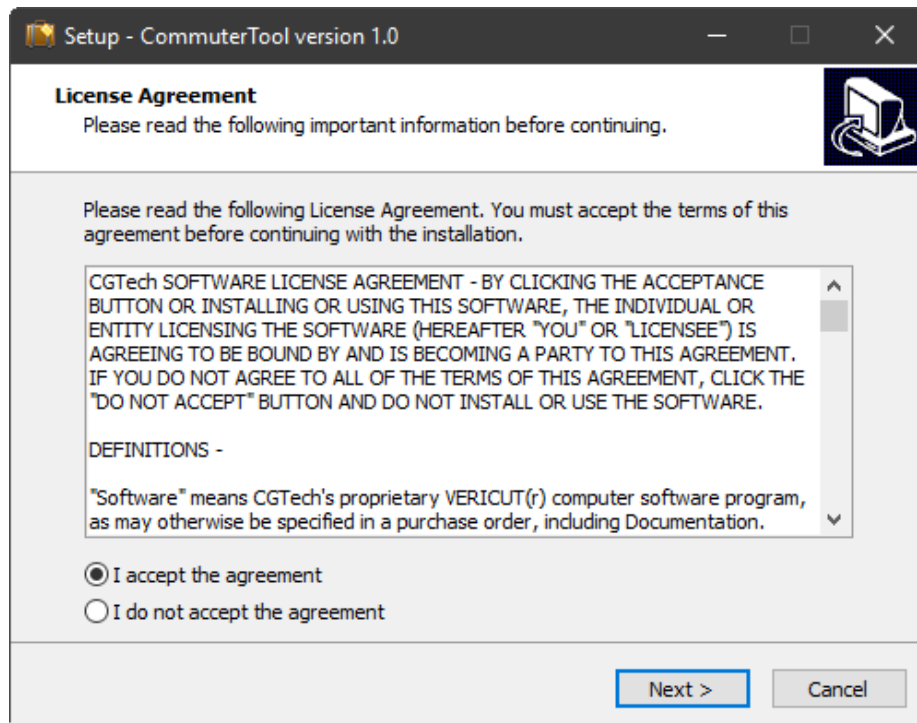 Setup - CommuterTool version 1.0
License Agreement
Please read the following important information before continuing.
Please read the following License Agreement. You must accept the terms of this
agreement before continuing with the installation.
CGTech SOFTWARE LICENSE AGREEMENT - BY CLICKING THE ACCEPTANCE
BUTTON OR INSTALLING OR USING THIS SOFTWARE, THE INDIVIDUAL OR
ENTITY LICENSING THE SOFTWARE (HEREAFTER "YOU" OR "LICENSEE") IS
AGREEING TO BE BOUND BY AND IS BECOMING A PARTY TO THIS AGREEMENT.
IF YOU DO NOT AGREE TO ALL OF THE TERMS OF THIS AGREEMENT, CLICK THE
"DO NOT ACCEPT" BUTTON AND DO NOT INSTALL OR USE THE SOFTWARE.
DEFINITIONS -
"Software" means CGTech's proprietary VERICUT(r) computer software program,
as may otherwise be specified in a purchase order, including Documentation.
I accept the agreement
I do not accept the agreement
Next >
Cancel